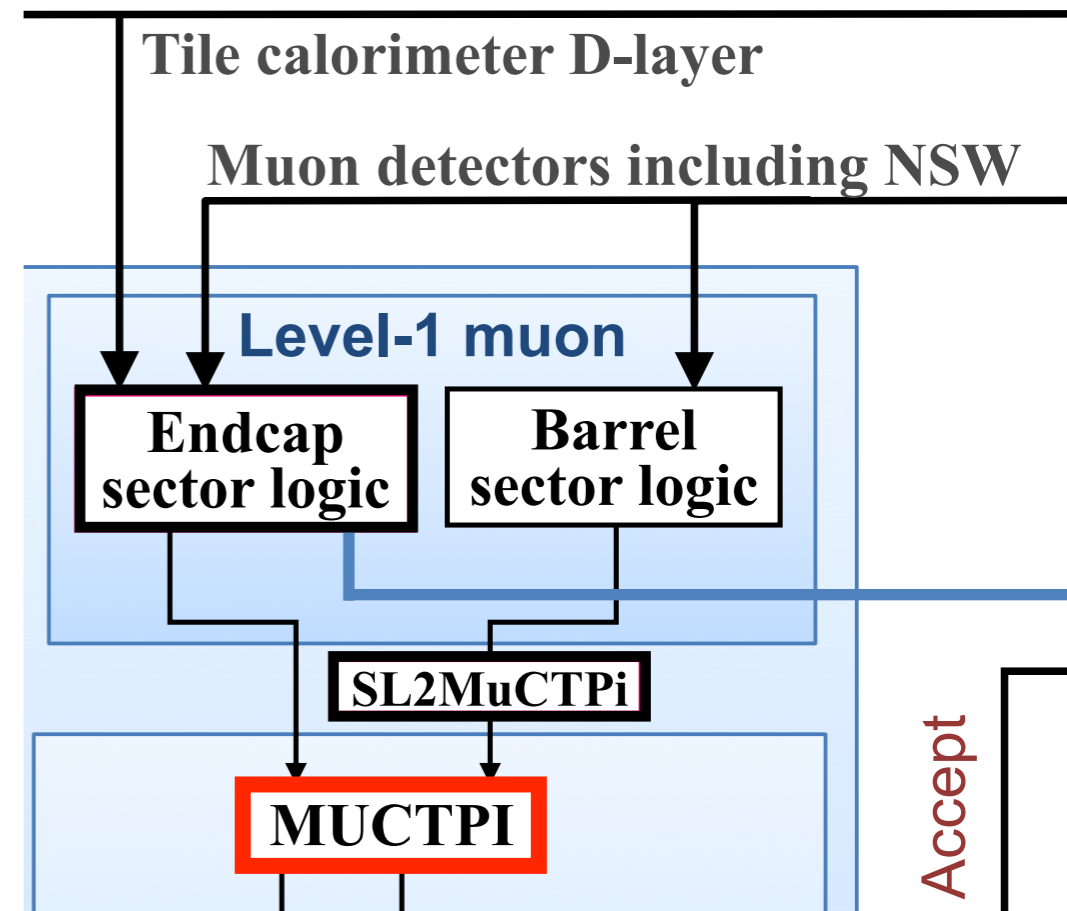 Tile calorimeter D-layer
Muon detectors including NSW
Level-1 muon
Endcap
sector logic
Barrel
sector logic
SL2MuCTPi
MUCTPI
Accept